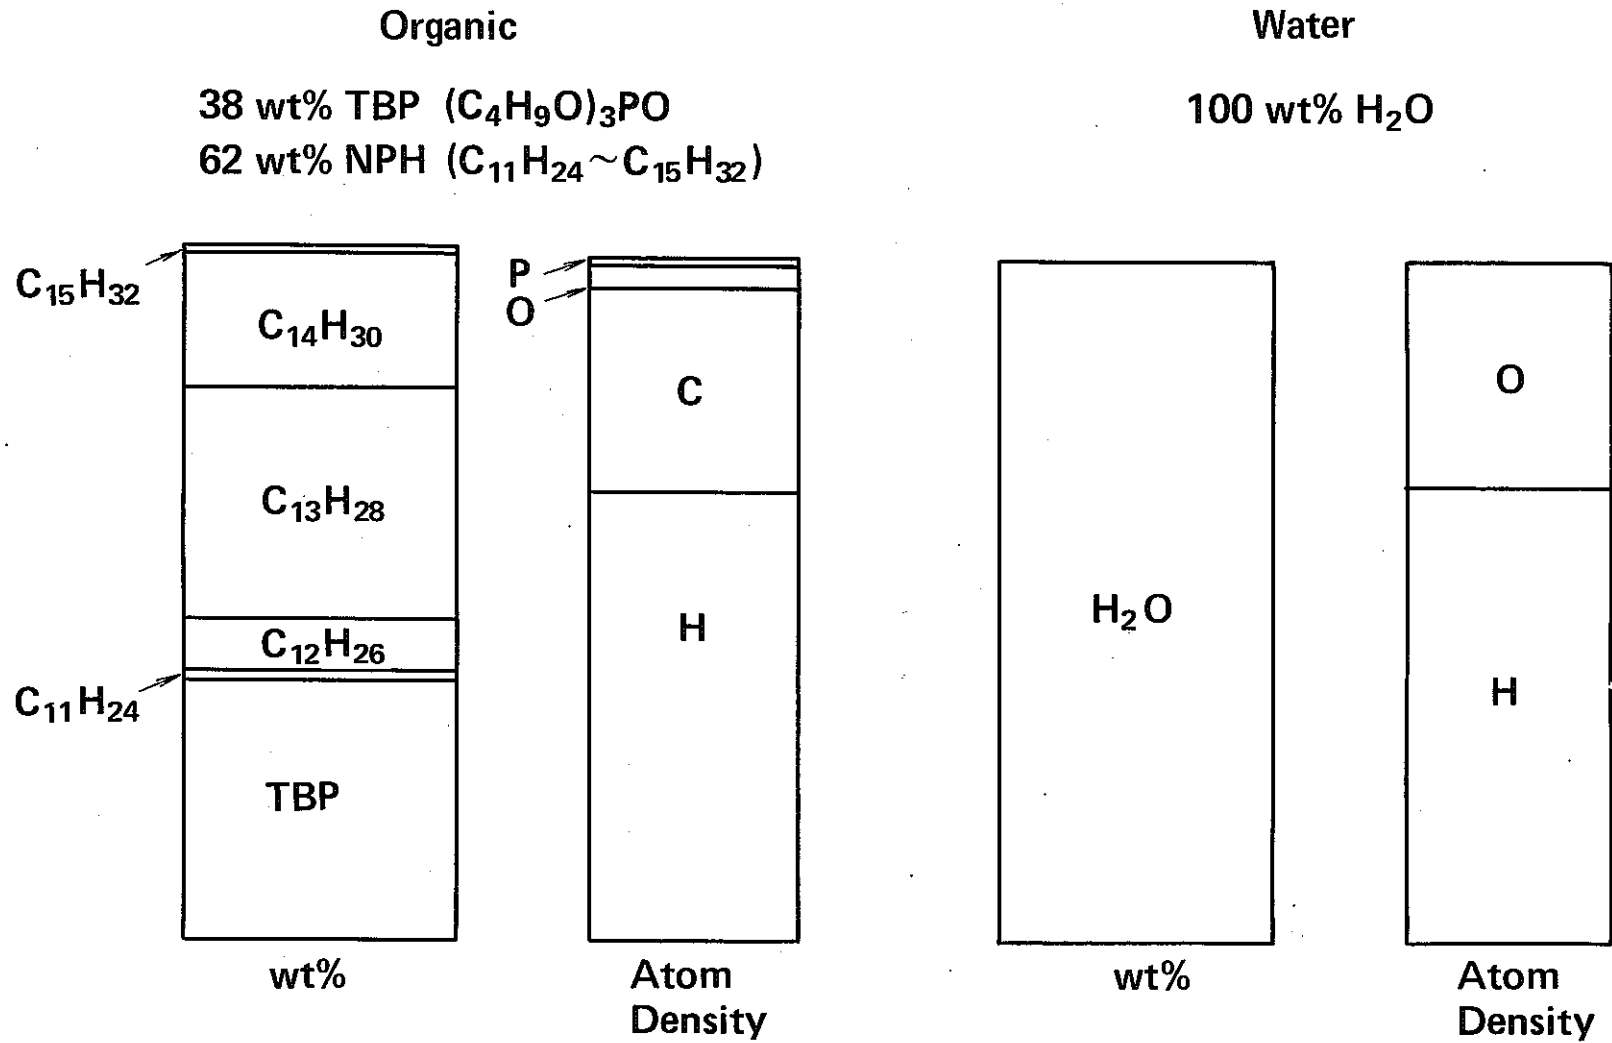 Organic
38 wt% TBP (C₄H₉O)₃PO
62 wt% NPH (C₁₁H₂₄~C₁₅H₃₂)
C₁₅H₃₂
C₁₄H₃₀
C₁₃H₂₈
C₁₂H₂₆
C₁₁H₂₄
TBP
wt%
P
O
C
H
Atom
Density
Water
100 wt% H₂O
H₂O
wt%
O
H
Atom
Density